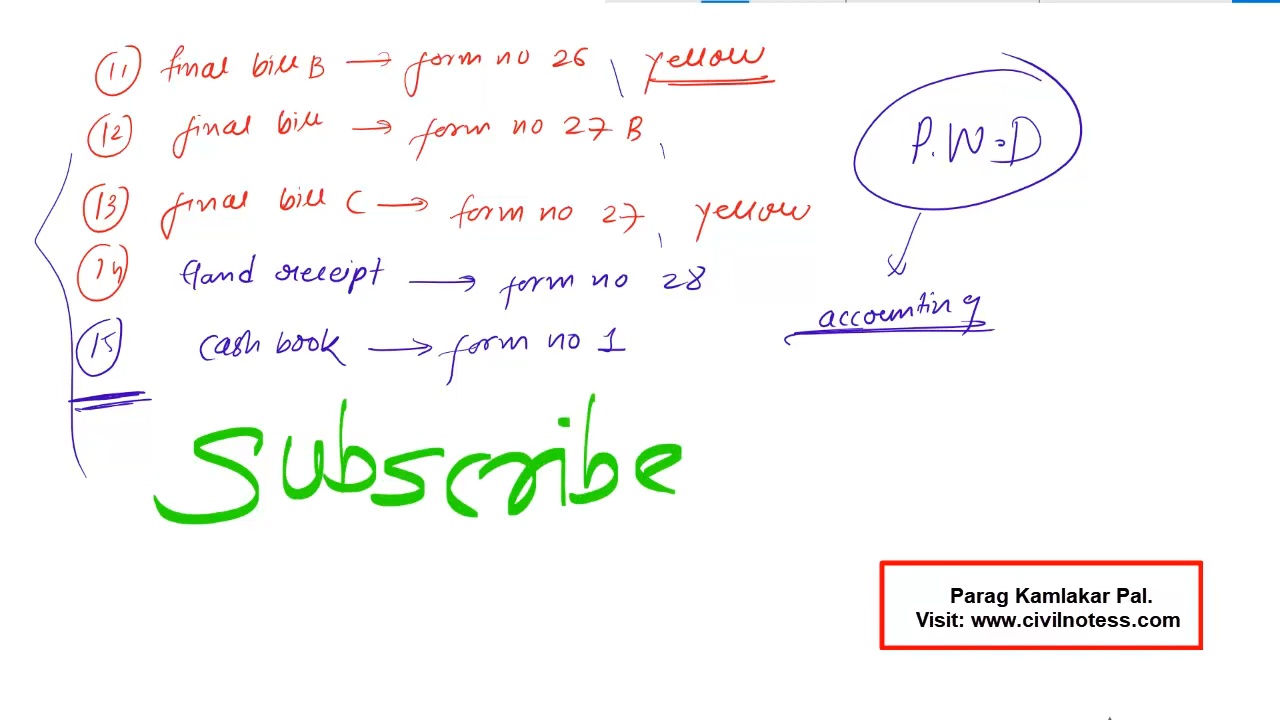 11 final bill B → form no 26, yellow
12 final bill → form no 27 B,
13 final bill C → form no 27, yellow
14 Hand receipt → form no 28
15 cash book → form no 1
P.W.D
accounting
Subscribe
Parag Kamlakar Pal.
Visit: www.civilnotess.com